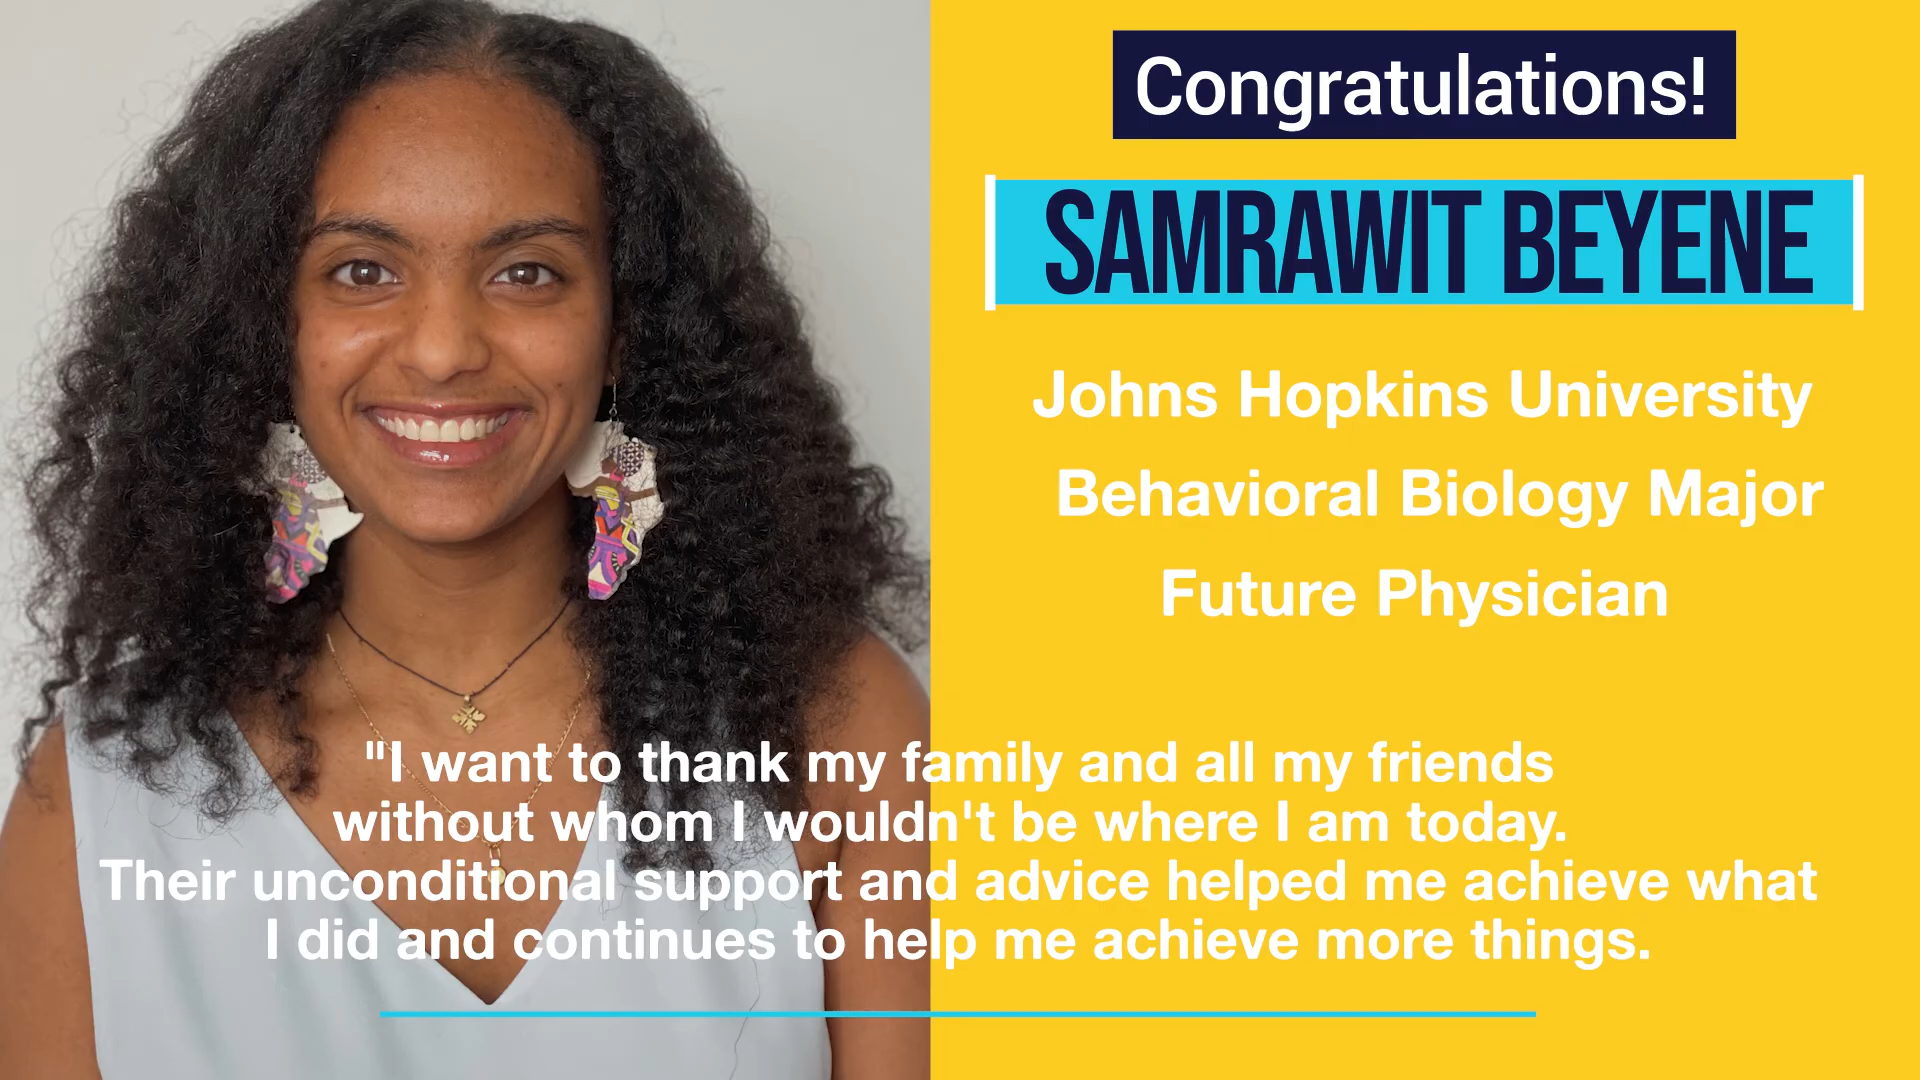 Congratulations!
SAMRAWIT BEYENE
Johns Hopkins University
Behavioral Biology Major
Future Physician
"I want to thank my family and all my friends
without whom I wouldn't be where I am today.
Their unconditional support and advice helped me achieve what
I did and continues to help me achieve more things.